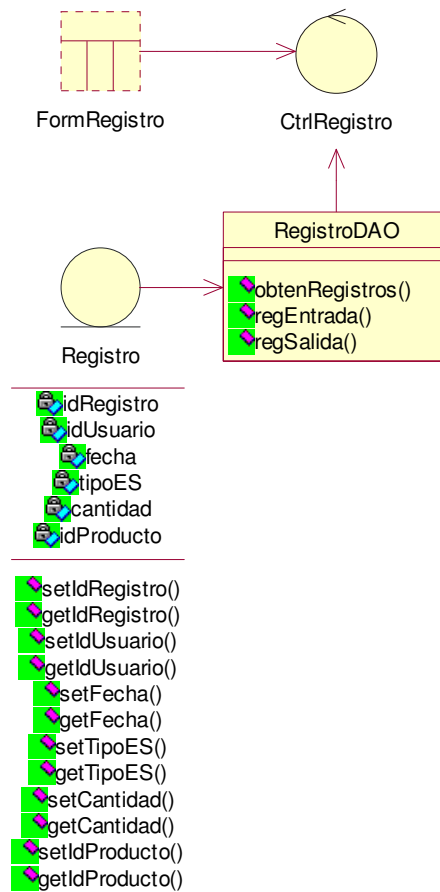 FormRegistro
CtrlRegistro
RegistroDAO
obtenRegistros()
regEntrada()
regSalida()
Registro
idRegistro
idUsuario
fecha
tipoES
cantidad
idProducto
setIdRegistro()
getIdRegistro()
setIdUsuario()
getIdUsuario()
setFecha()
getFecha()
setTipoES()
getTipoES()
setCantidad()
getCantidad()
setIdProducto()
getIdProducto()